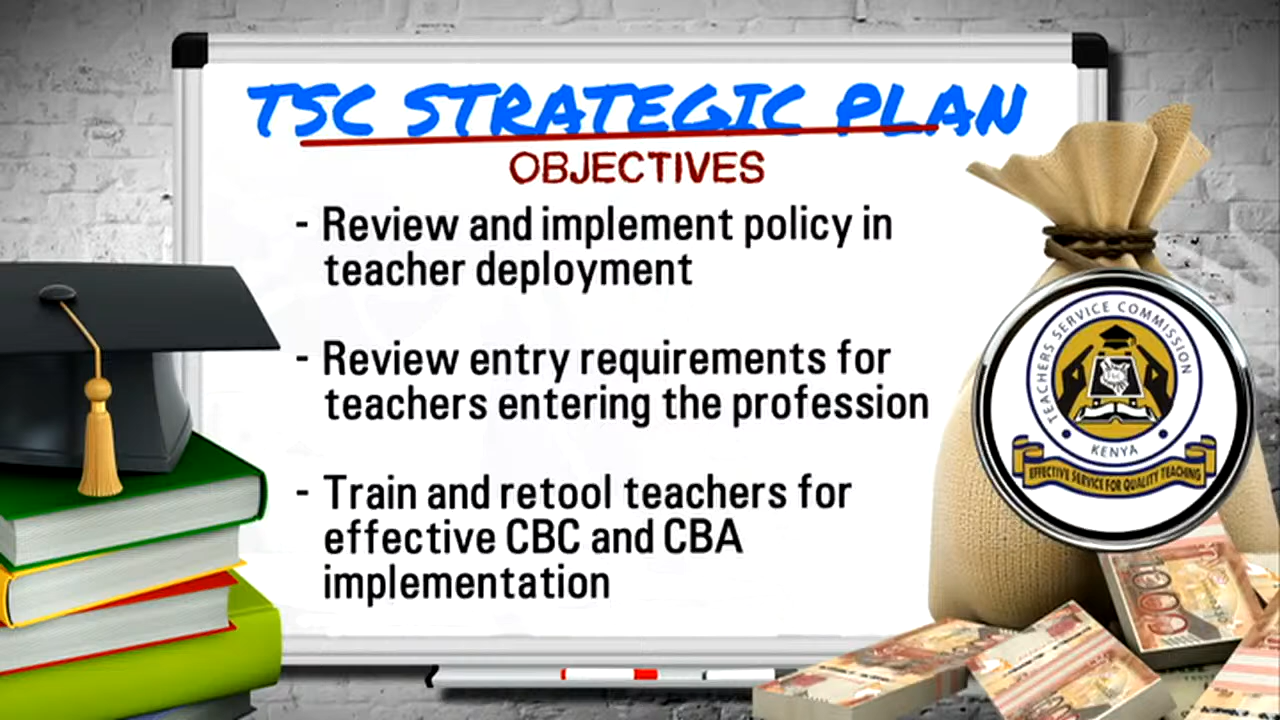 TSC STRATEGIC PLAN
OBJECTIVES
- Review and implement policy in
teacher deployment
- Review entry requirements for
teachers entering the profession
- Train and retool teachers for
effective CBC and CBA
implementation
TEACHERS SERVICE COMMISSION
KENYA
EFFECTIVE SERVICE FOR QUALITY TEACHING
1000